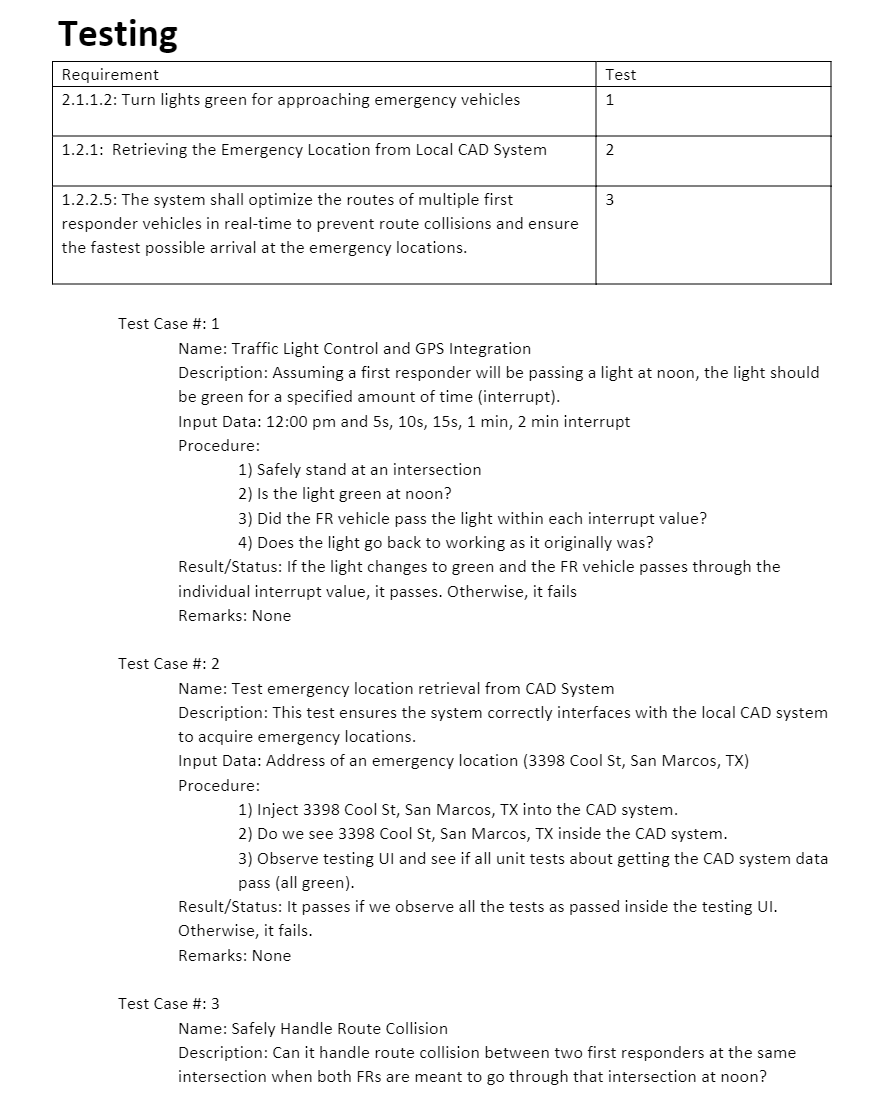 Testing
Requirement Test
2.1.1.2: Turn lights green for approaching emergency vehicles 1
1.2.1:  Retrieving the Emergency Location from Local CAD System 2
1.2.2.5: The system shall optimize the routes of multiple first 3
responder vehicles in real-time to prevent route collisions and ensure
the fastest possible arrival at the emergency locations.
Test Case #: 1
Name: Traffic Light Control and GPS Integration
Description: Assuming a first responder will be passing a light at noon, the light should
be green for a specified amount of time (interrupt).
Input Data: 12:00 pm and 5s, 10s, 15s, 1 min, 2 min interrupt
Procedure:
1) Safely stand at an intersection
2) Is the light green at noon?
3) Did the FR vehicle pass the light within each interrupt value?
4) Does the light go back to working as it originally was?
Result/Status: If the light changes to green and the FR vehicle passes through the
individual interrupt value, it passes. Otherwise, it fails
Remarks: None
Test Case #: 2
Name: Test emergency location retrieval from CAD System
Description: This test ensures the system correctly interfaces with the local CAD system
to acquire emergency locations.
Input Data: Address of an emergency location (3398 Cool St, San Marcos, TX)
Procedure:
1) Inject 3398 Cool St, San Marcos, TX into the CAD system.
2) Do we see 3398 Cool St, San Marcos, TX inside the CAD system.
3) Observe testing UI and see if all unit tests about getting the CAD system data
pass (all green).
Result/Status: It passes if we observe all the tests as passed inside the testing UI.
Otherwise, it fails.
Remarks: None
Test Case #: 3
Name: Safely Handle Route Collision
Description: Can it handle route collision between two first responders at the same
intersection when both FRs are meant to go through that intersection at noon?